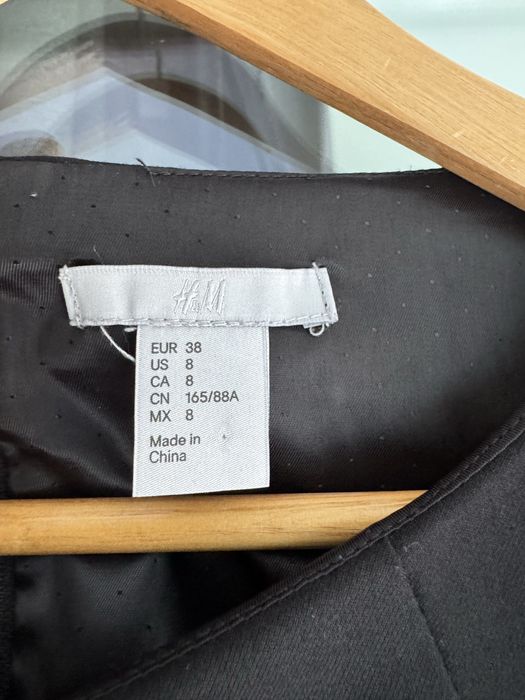 H&M
EUR 38
US 8
CA 8
CN 165/88A
MX 8
Made in
China